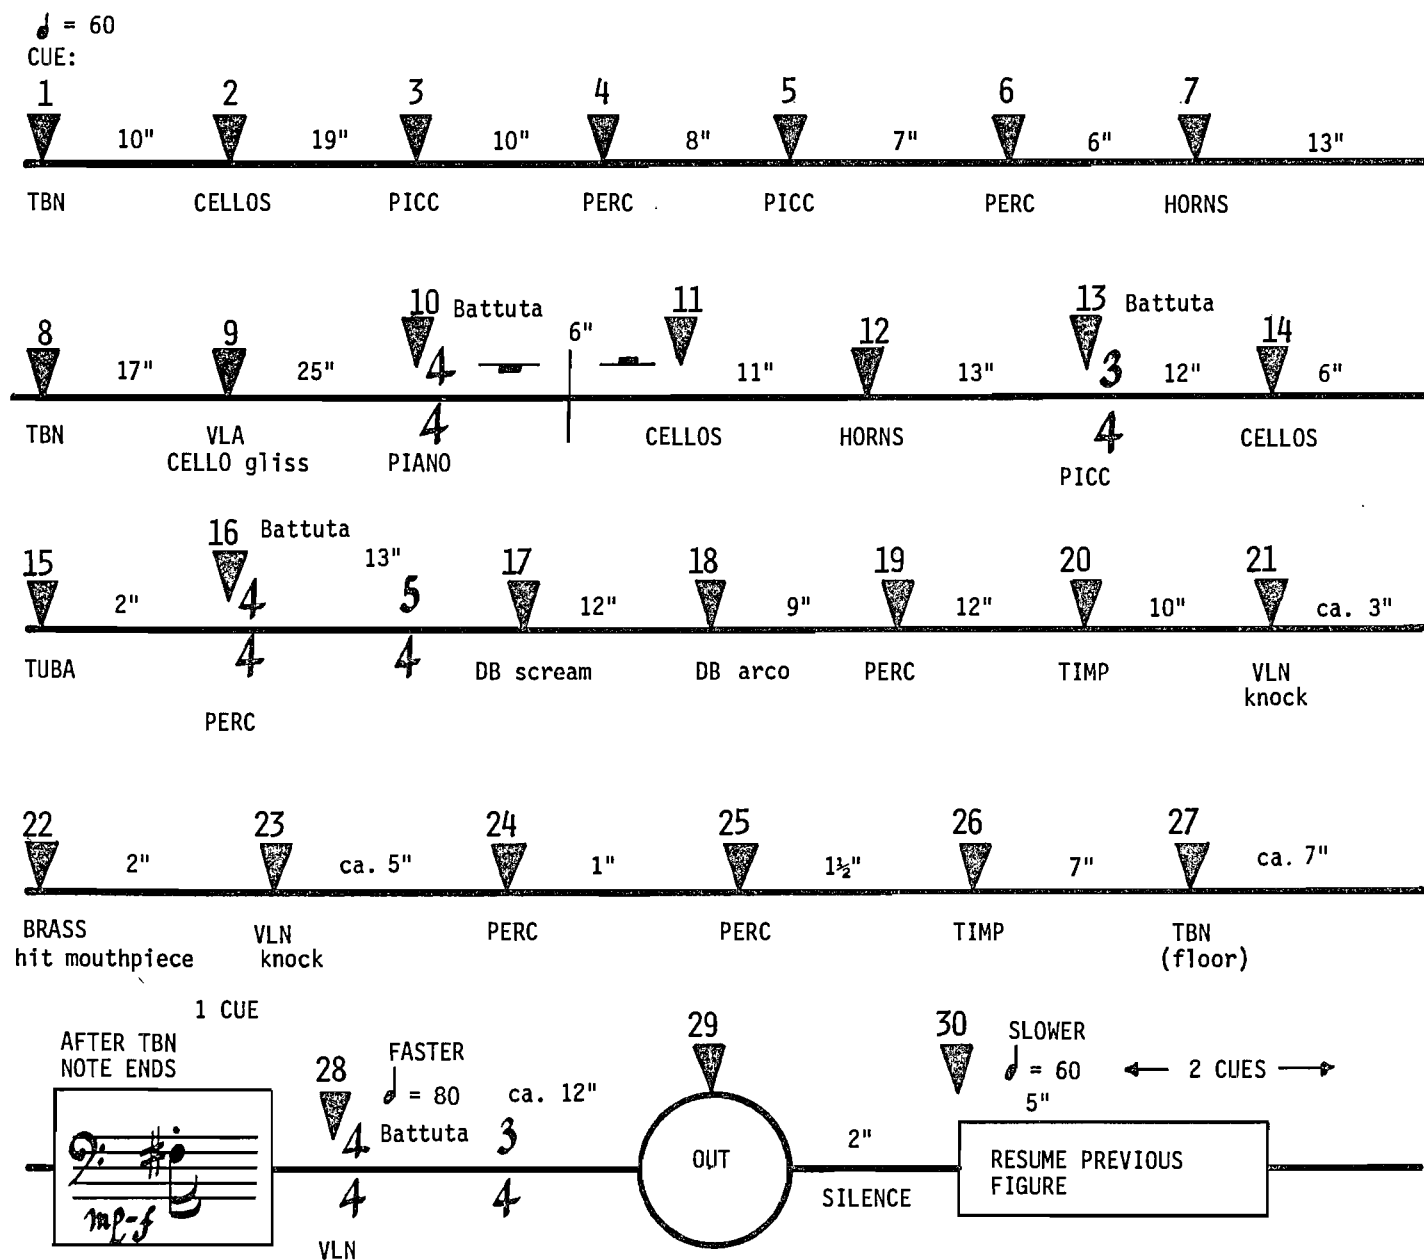 = 60
CUE:
1 2 3 4 5 6 7
10" 19" 10" 8" 7" 6" 13"
TBN CELLOS PICC PERC PICC PERC HORNS
8 9 10 Battuta 6" 11 12 13 Battuta 14
17" 25" 4 11" 13" 3 12" 6"
4 4
TBN VLA PIANO CELLOS HORNS PICC CELLOS
CELLO gliss
15 16 Battuta 13" 17 18 19 20 21
2" 4 5 12" 9" 12" 10" ca. 3"
4 4
TUBA PERC DB scream DB arco PERC TIMP VLN
knock
22 23 24 25 26 27
2" ca. 5" 1" 1½" 7" ca. 7"
BRASS VLN PERC PERC TIMP TBN
hit mouthpiece knock (floor)
1 CUE
AFTER TBN
NOTE ENDS
mp-f
28 FASTER
= 80 ca. 12"
4 Battuta 3
4 4
VLN
29
OUT
2"
SILENCE
30 SLOWER
= 60 2 CUES
5"
RESUME PREVIOUS
FIGURE